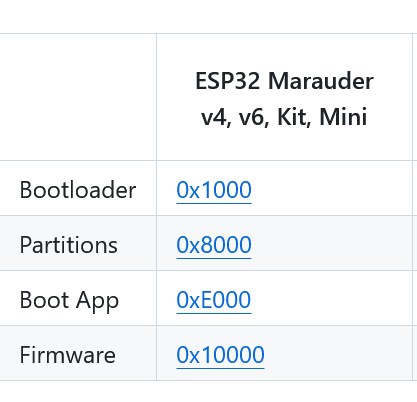 ESP32 Marauder
v4, v6, Kit, Mini
Bootloader 0x1000
Partitions 0x8000
Boot App 0xE000
Firmware 0x10000